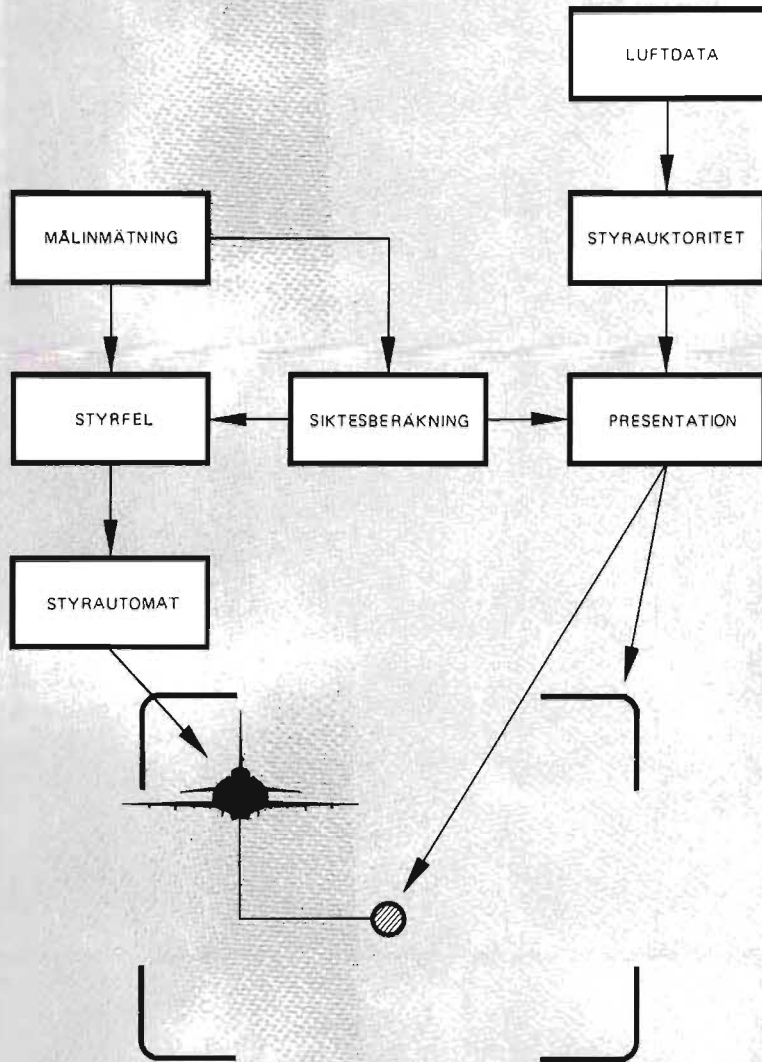 LUFTDATA
MÅLINMÄTNING
STYRAUKTORITET
STYRFEL
SIKTESBERÄKNING
PRESENTATION
STYRAUTOMAT